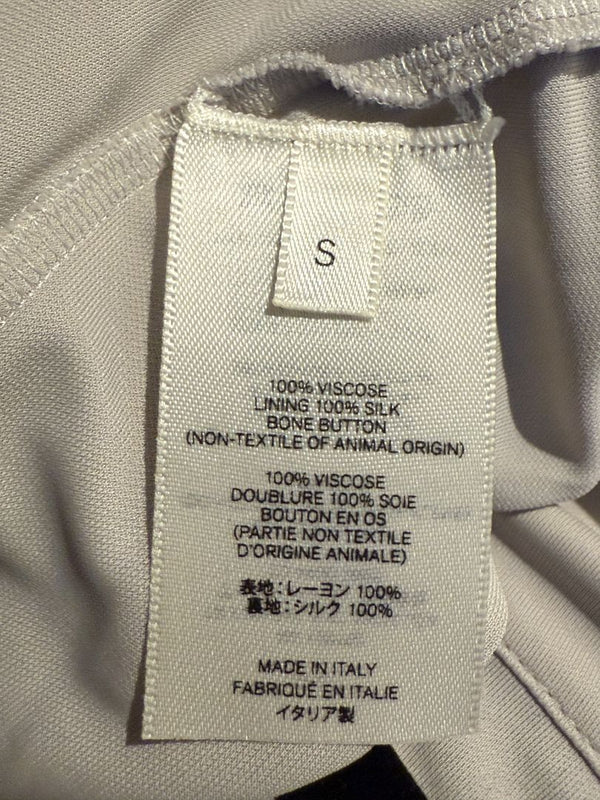 S
100% VISCOSE
LINING 100% SILK
BONE BUTTON
(NON-TEXTILE OF ANIMAL ORIGIN)
100% VISCOSE
DOUBLURE 100% SOIE
BOUTON EN OS
(PARTIE NON TEXTILE
D'ORIGINE ANIMALE)
表地:レーヨン 100%
裏地:シルク 100%
MADE IN ITALY
FABRIQUÉ EN ITALIE
イタリア製